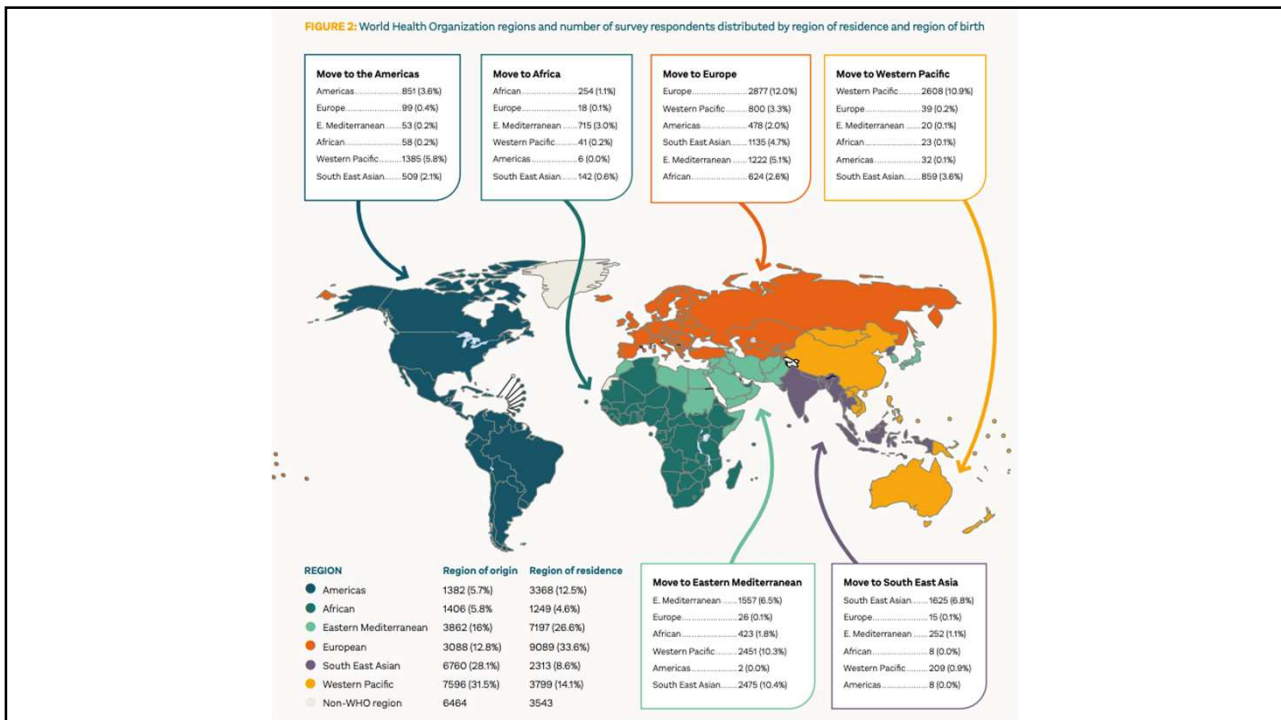 FIGURE 2: World Health Organization regions and number of survey respondents distributed by region of residence and region of birth
Move to the Americas
Americas.....................851 (3.6%)
Europe.........................99 (0.4%)
E. Mediterranean........53 (0.2%)
African.........................58 (0.2%)
Western Pacific.........1385 (5.8%)
South East Asian.......509 (2.1%)
Move to Africa
African.........................254 (1.1%)
Europe.........................18 (0.1%)
E. Mediterranean........715 (3.0%)
Western Pacific...........41 (0.2%)
Americas.....................6 (0.0%)
South East Asian........142 (0.6%)
Move to Europe
Europe.........................2877 (12.0%)
Western Pacific...........800 (3.3%)
Americas.....................478 (2.0%)
South East Asian........1135 (4.7%)
E. Mediterranean........1222 (5.1%)
African.........................624 (2.6%)
Move to Western Pacific
Western Pacific...........2608 (10.9%)
Europe.........................39 (0.2%)
E. Mediterranean........20 (0.1%)
African.........................23 (0.1%)
Americas.....................32 (0.1%)
South East Asian........859 (3.6%)
REGION Region of origin Region of residence
Americas 1382 (5.7%) 3368 (12.5%)
African 1406 (5.8% 1249 (4.6%)
Eastern Mediterranean 3862 (16%) 7197 (26.6%)
European 3088 (12.8%) 9089 (33.6%)
South East Asian 6760 (28.1%) 2313 (8.6%)
Western Pacific 7596 (31.5%) 3799 (14.1%)
Non-WHO region 6464 3543
Move to Eastern Mediterranean
E. Mediterranean ......1557 (6.5%)
Europe.........................26 (0.1%)
African.........................423 (1.8%)
Western Pacific...........2451 (10.3%)
Americas.....................2 (0.0%)
South East Asian........2475 (10.4%)
Move to South East Asia
South East Asian........1625 (6.8%)
Europe.........................15 (0.1%)
E. Mediterranean........252 (1.1%)
African.........................8 (0.0%)
Western Pacific...........209 (0.9%)
Americas.....................8 (0.0%)